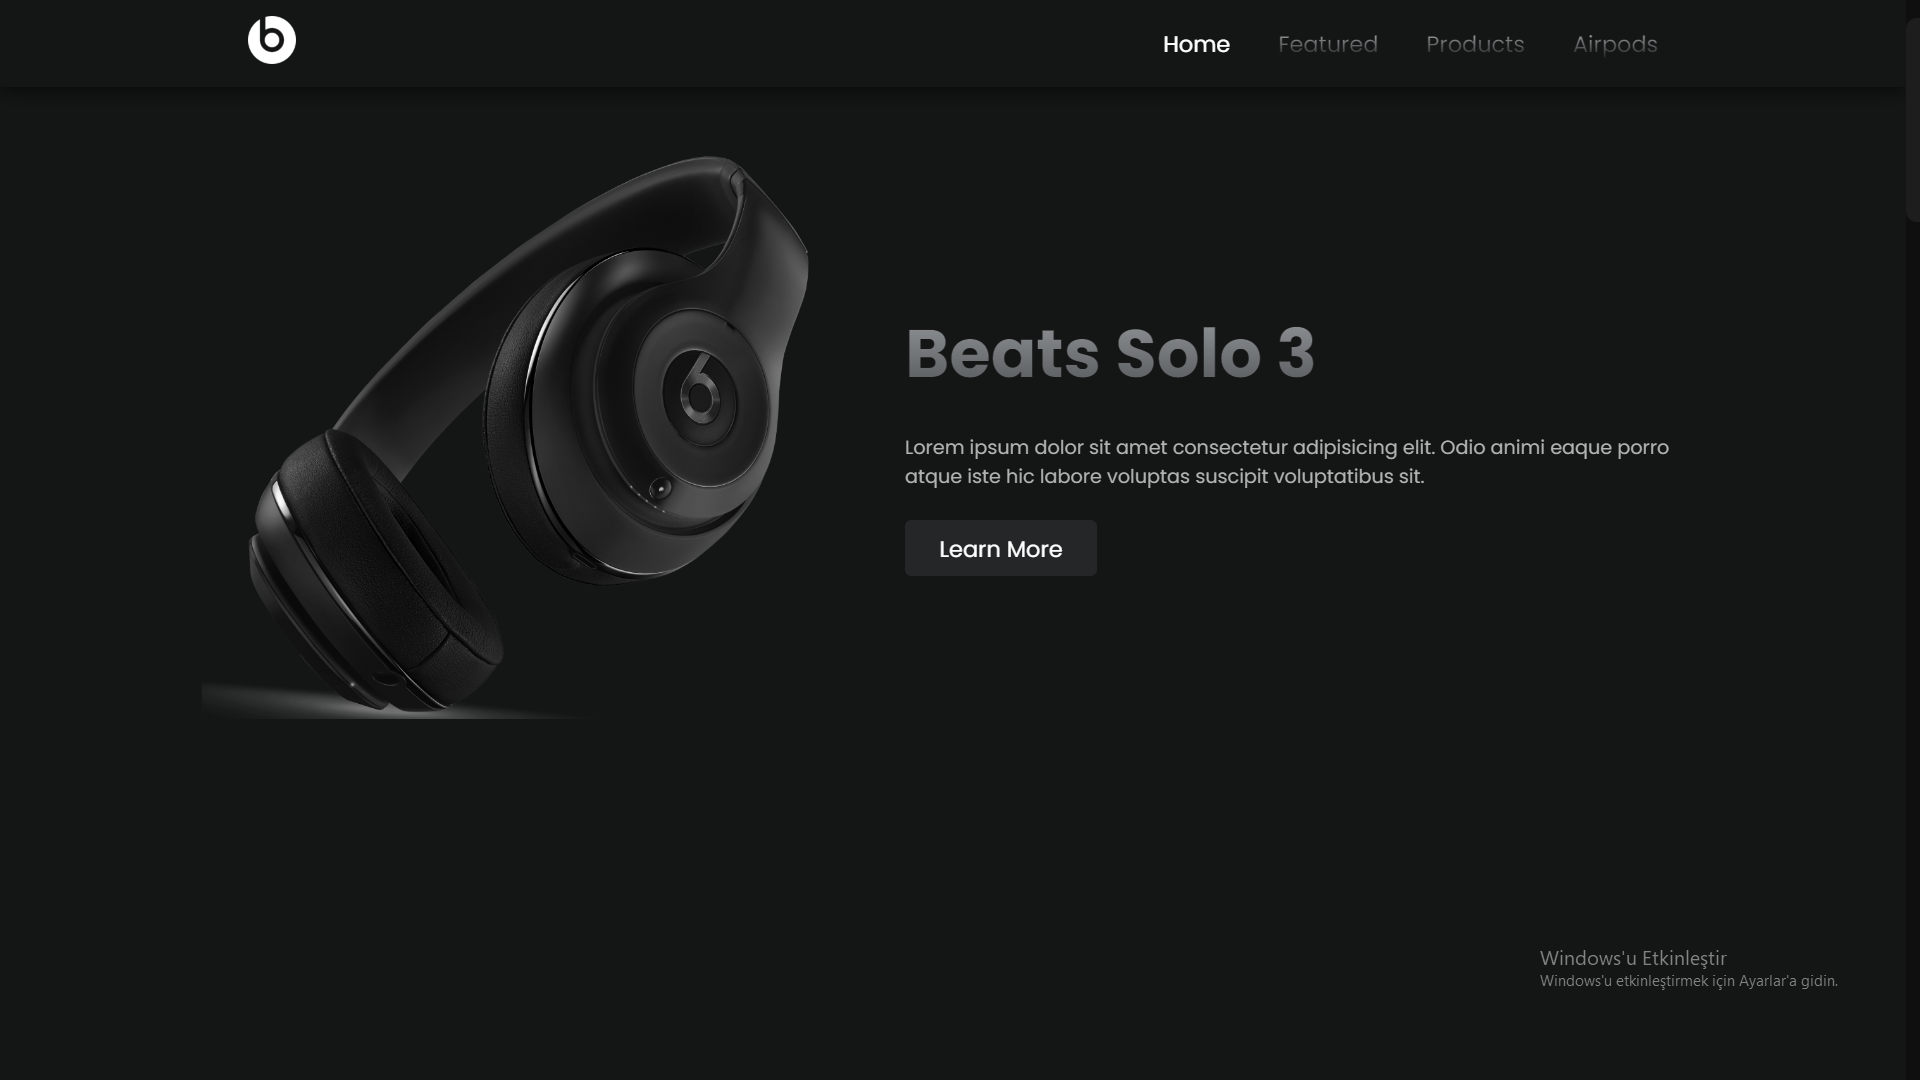 Home
Featured
Products
Airpods
Beats Solo 3
Lorem ipsum dolor sit amet consectetur adipisicing elit. Odio animi eaque porro
atque iste hic labore voluptas suscipit voluptatibus sit.
Learn More
Windows'u Etkinleştir
Windows'u etkinleştirmek için Ayarlar'a gidin.